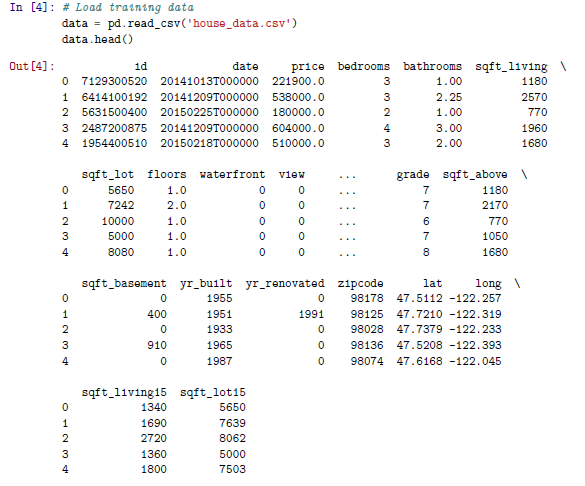 In [4]: # Load training data
data = pd.read_csv('house_data.csv')
data.head()
Out[4]: id date price bedrooms bathrooms sqft_living \
0 7129300520 20141013T000000 221900.0 3 1.00 1180
1 6414100192 20141209T000000 538000.0 3 2.25 2570
2 5631500400 20150225T000000 180000.0 2 1.00 770
3 2487200875 20141209T000000 604000.0 4 3.00 1960
4 1954400510 20150218T000000 510000.0 3 2.00 1680
sqft_lot floors waterfront view ... grade sqft_above \
0 5650 1.0 0 0 ... 7 1180
1 7242 2.0 0 0 ... 7 2170
2 10000 1.0 0 0 ... 6 770
3 5000 1.0 0 0 ... 7 1050
4 8080 1.0 0 0 ... 8 1680
sqft_basement yr_built yr_renovated zipcode lat long \
0 0 1955 0 98178 47.5112 -122.257
1 400 1951 1991 98125 47.7210 -122.319
2 0 1933 0 98028 47.7379 -122.233
3 910 1965 0 98136 47.5208 -122.393
4 0 1987 0 98074 47.6168 -122.045
sqft_living15 sqft_lot15
0 1340 5650
1 1690 7639
2 2720 8062
3 1360 5000
4 1800 7503